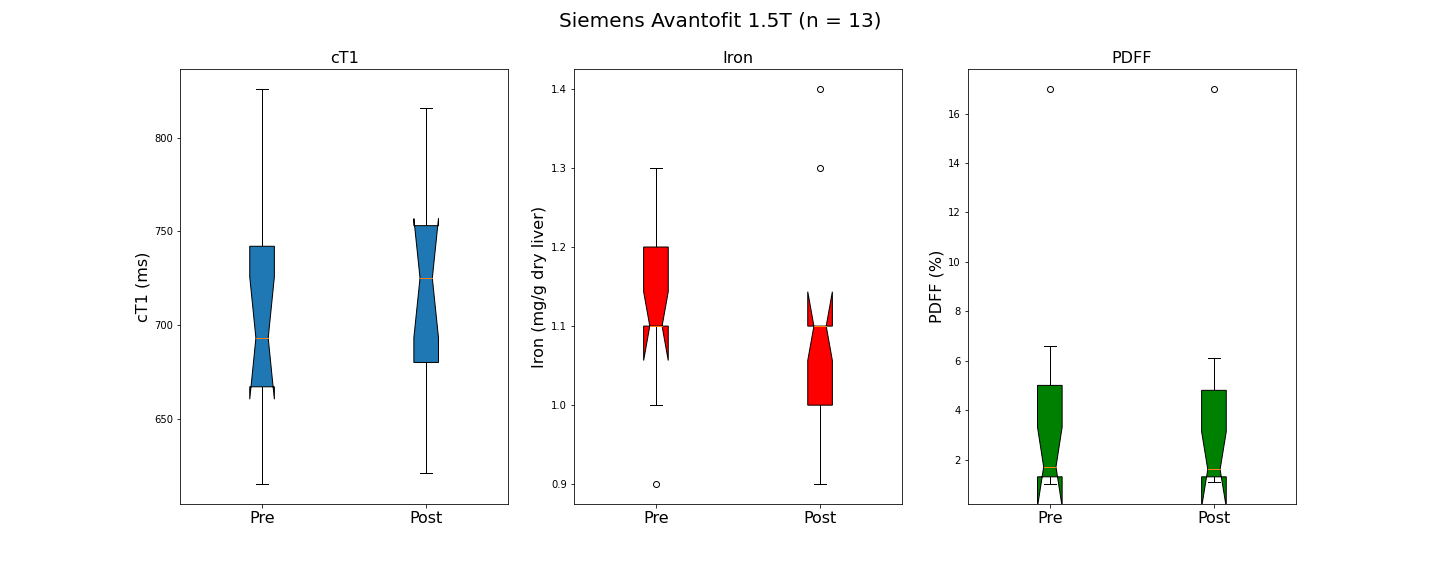 Siemens Avantofit 1.5T (n = 13)
cT1
cT1 (ms)
800
750
700
650
Pre
Post
Iron
Iron (mg/g dry liver)
1.4
1.3
1.2
1.1
1.0
0.9
Pre
Post
PDFF
PDFF (%)
16
14
12
10
8
6
4
2
Pre
Post